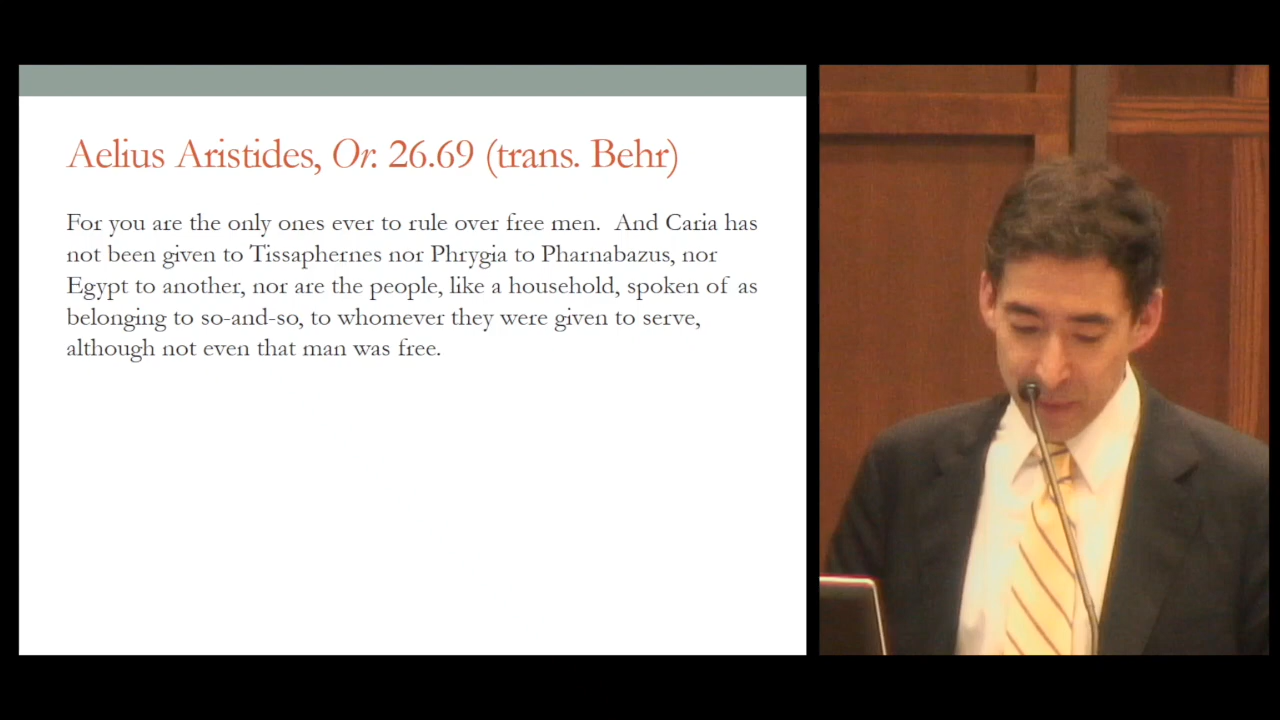 Aelius Aristides, Or. 26.69 (trans. Behr)
For you are the only ones ever to rule over free men. And Caria has
not been given to Tissaphernes nor Phrygia to Pharnabazus, nor
Egypt to another, nor are the people, like a household, spoken of as
belonging to so-and-so, to whomever they were given to serve,
although not even that man was free.